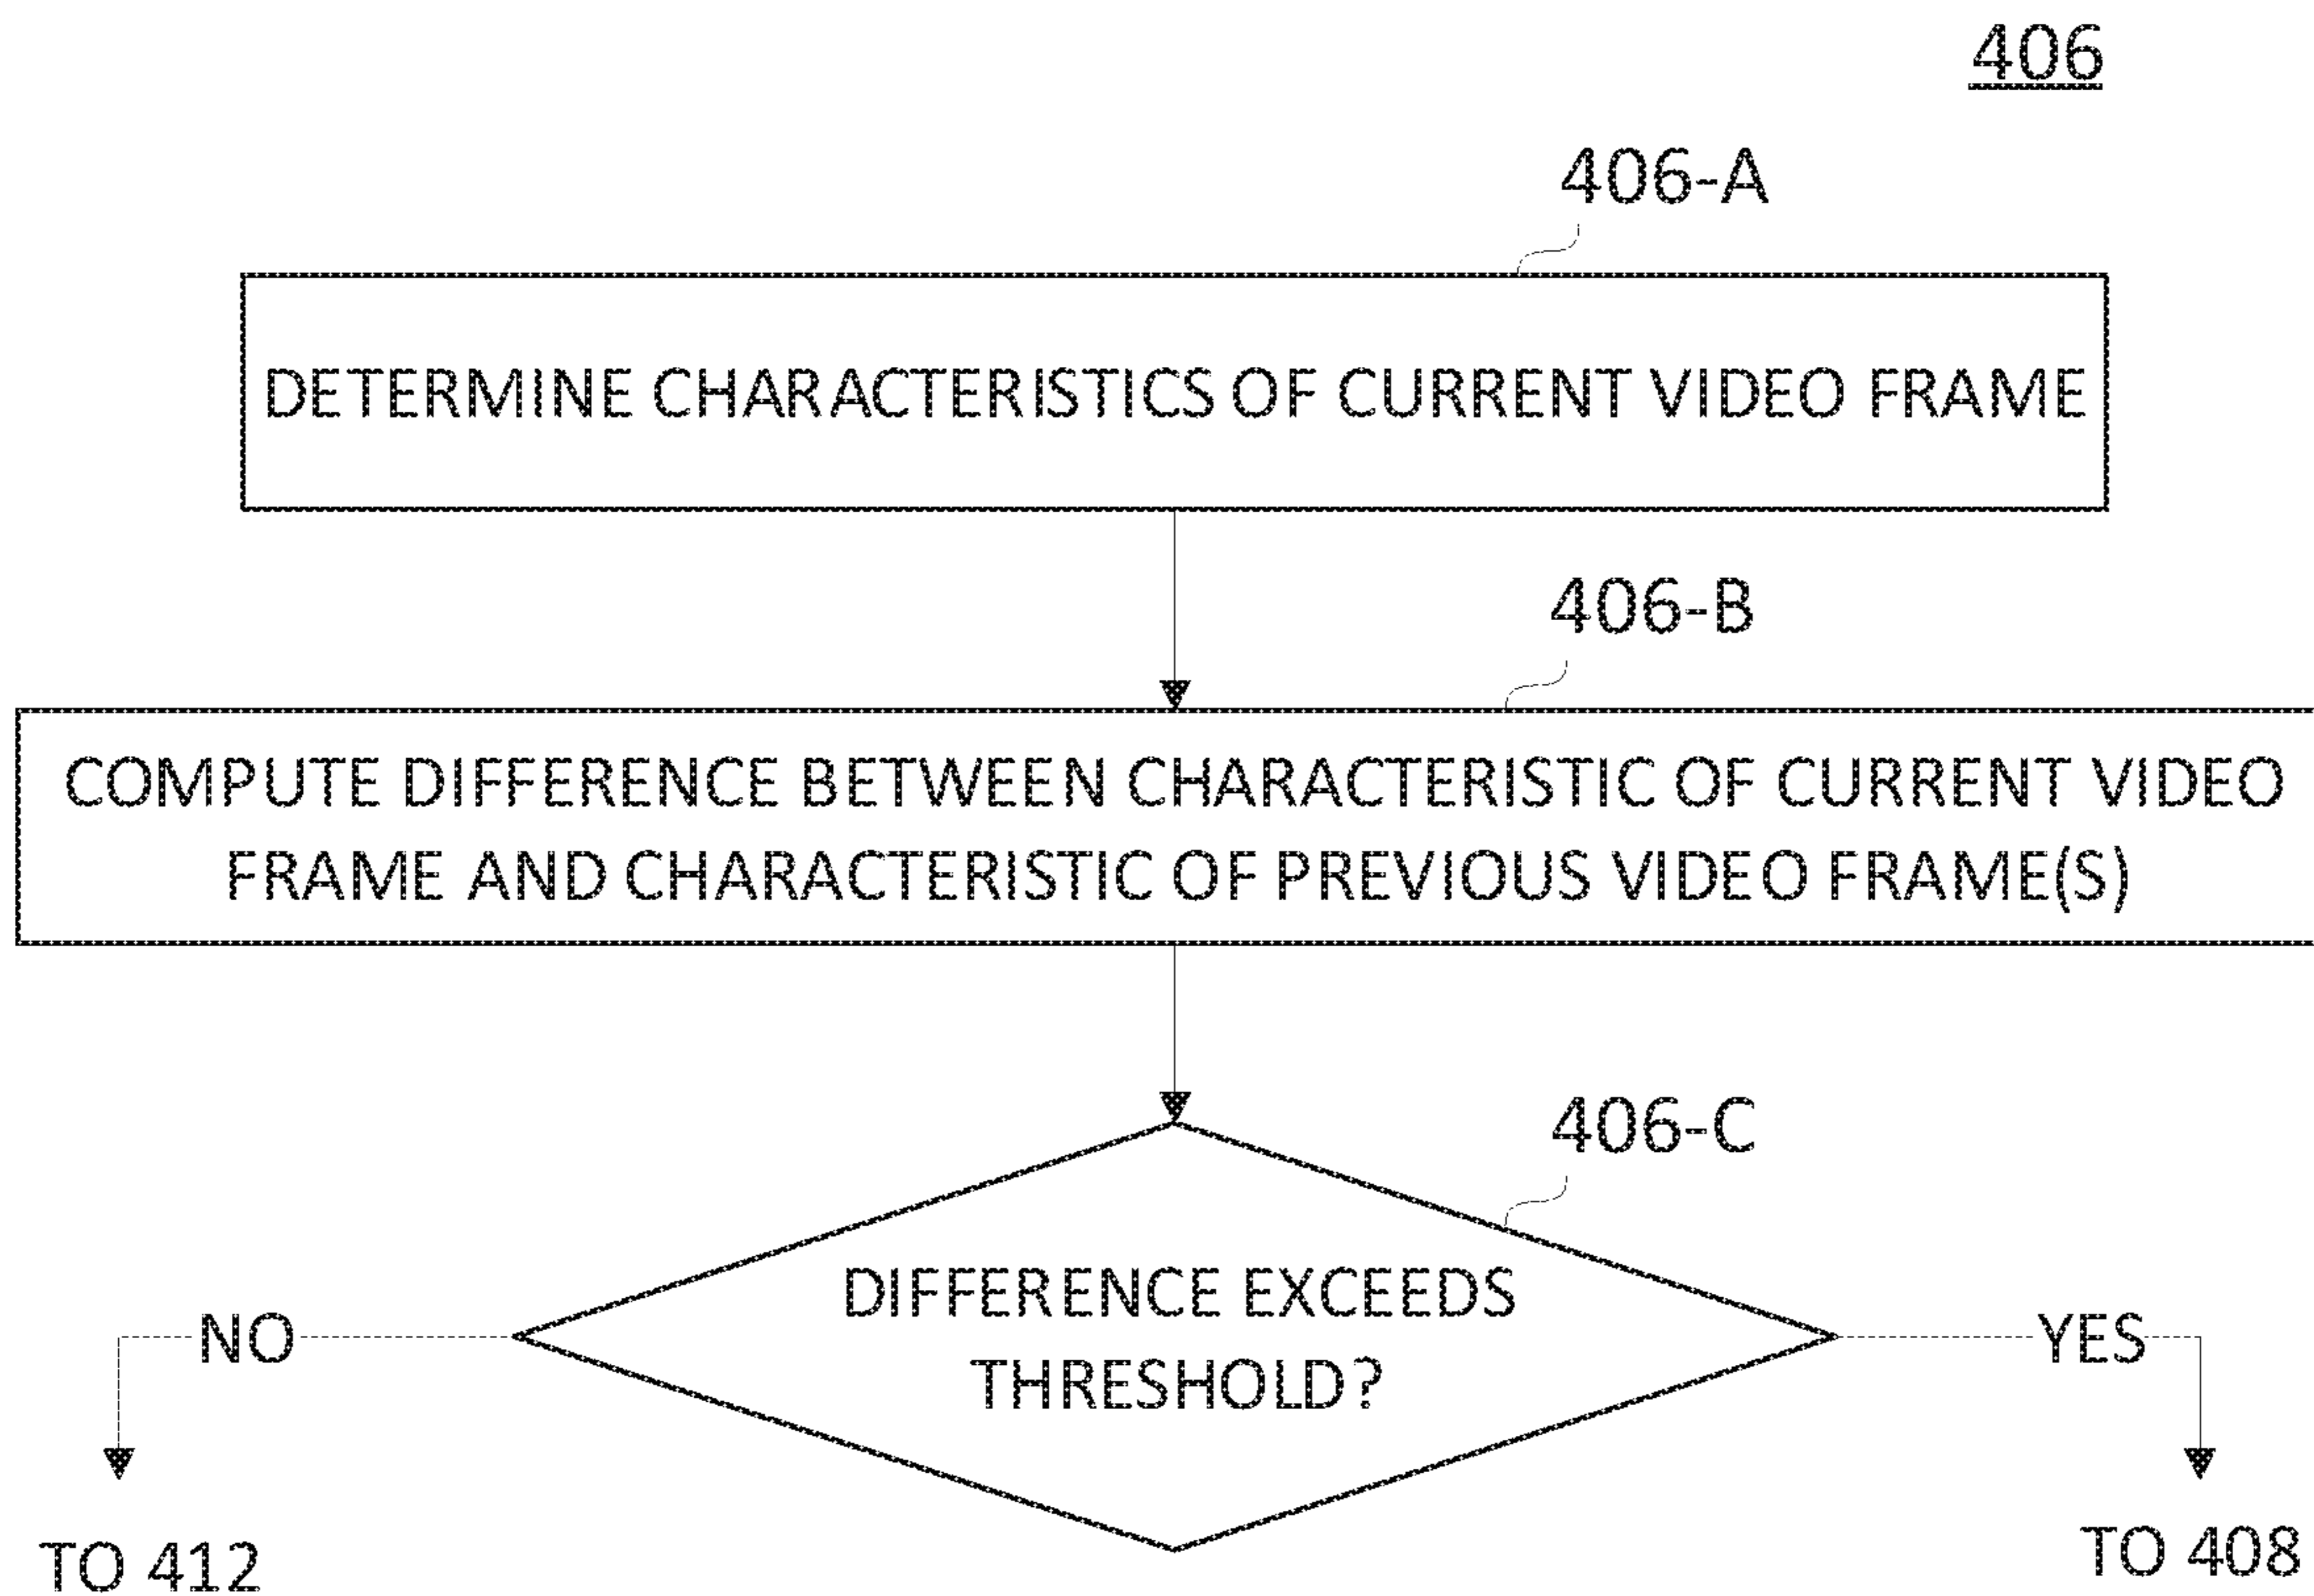 406
406-A
DETERMINE CHARACTERISTICS OF CURRENT VIDEO FRAME
406-B
COMPUTE DIFFERENCE BETWEEN CHARACTERISTIC OF CURRENT VIDEO
FRAME AND CHARACTERISTIC OF PREVIOUS VIDEO FRAME(S)
406-C
DIFFERENCE EXCEEDS
THRESHOLD?
NO
YES
TO 412
TO 408